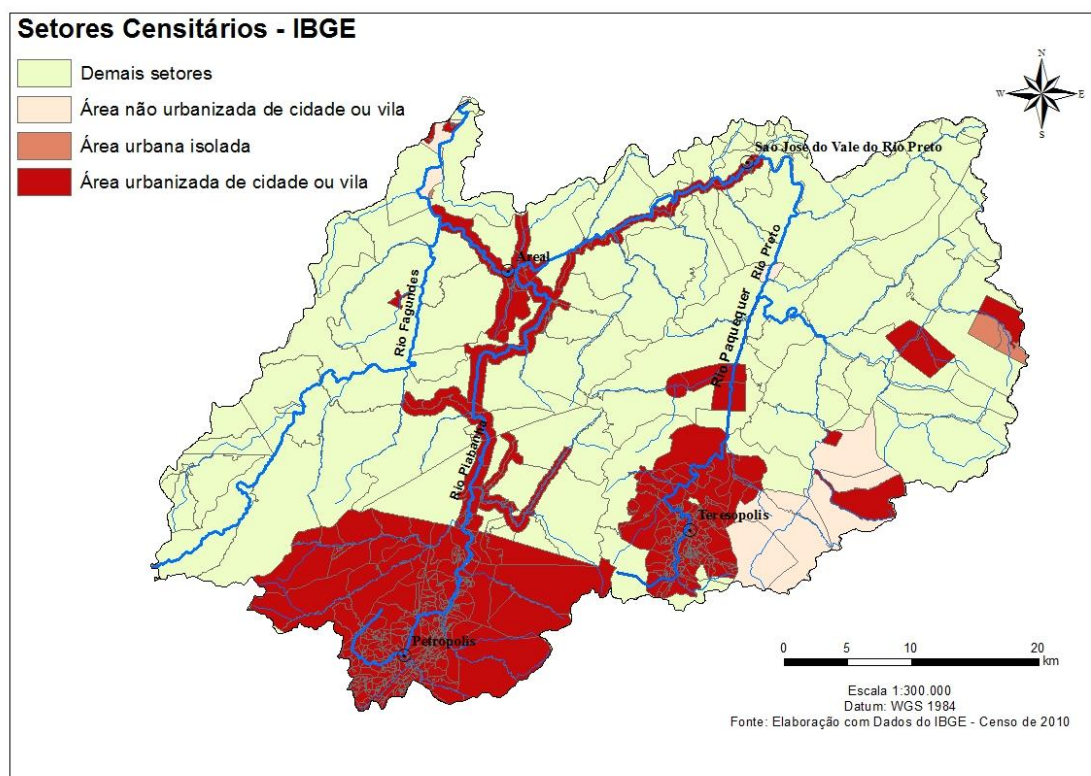 Setores Censitários - IBGE
Demais setores
Área não urbanizada de cidade ou vila
Área urbana isolada
Área urbanizada de cidade ou vila
N
W
E
S
Sao José do Vale do Rio Preto
Areal
Rio Fagundes
Rio Preto
Rio Paquequer
Rio Piabanha
Teresopolis
Petropolis
0 5 10 20
km
Escala 1:300.000
Datum: WGS 1984
Fonte: Elaboração com Dados do IBGE - Censo de 2010